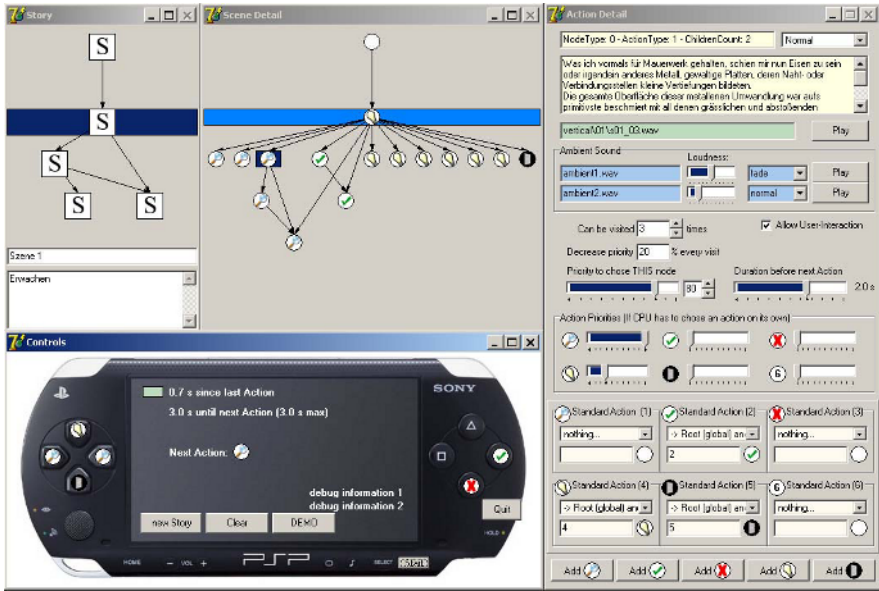 Story
S
S
S
S
S
Szene 1
Erwachen
Scene Detail
Action Detail
NodeType: 0 - ActionType: 1 - ChildrenCount: 2
Normal
Was ich vormals für Mauerwerk gehalten, schien mir nun Eisen zu sein
oder irgendein anderes Metall, gewaltige Platten, deren Naht- oder
Verbindungsstellen kleine Vertiefungen bildeten.
Die gesamte Oberfläche dieser metallenen Umwandlung war aufs
primitivste beschmiert mit all denen grässlichen und abstoßenden
vertical\01\s01_03.wav
Play
Ambient Sound
Loudness:
ambient1.wav
fade
Play
ambient2.wav
normal
Play
Can be visited 3 times
Allow User-Interaction
Decrease priority 20 % every visit
Priority to chose THIS node
Duration before next Action
80
2.0 s
Action Priorities (If CPU has to chose an action on its own)
6
Standard Action (1)
Standard Action (2)
Standard Action (3)
nothing...
-> Root (global) an
nothing...
2
Standard Action (4)
Standard Action (5)
6
Standard Action (6)
-> Root (global) an
-> Root (global) an
nothing...
4
5
Add
Add
Add
Add
Add
Controls
SONY
0.7 s since last Action
3.0 s until next Action (3.0 s max)
Next Action:
debug information 1
debug information 2
new Story
Clear
DEMO
Quit
HOLD
HOME
- VOL +
PSP
SELECT
START